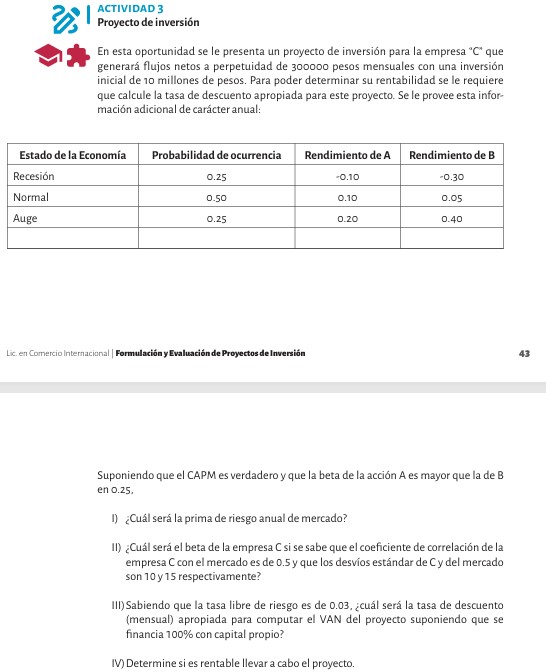 ACTIVIDAD 3
Proyecto de inversión
En esta oportunidad se le presenta un proyecto de inversión para la empresa "C" que
generará flujos netos a perpetuidad de 300000 pesos mensuales con una inversión
inicial de 10 millones de pesos. Para poder determinar su rentabilidad se le requiere
que calcule la tasa de descuento apropiada para este proyecto. Se le provee esta infor-
mación adicional de carácter anual:
Estado de la Economía Probabilidad de ocurrencia Rendimiento de A Rendimiento de B
Recesión 0.25 -0.10 -0.30
Normal 0.50 0.10 0.05
Auge 0.25 0.20 0.40
Lic. en Comercio Internacional | Formulación y Evaluación de Proyectos de Inversión 43
Suponiendo que el CAPM es verdadero y que la beta de la acción A es mayor que la de B
en 0.25,
I) ¿Cuál será la prima de riesgo anual de mercado?
II) ¿Cuál será el beta de la empresa C si se sabe que el coeficiente de correlación de la
empresa C con el mercado es de 0.5 y que los desvíos estándar de C y del mercado
son 10 y 15 respectivamente?
III) Sabiendo que la tasa libre de riesgo es de 0.03, ¿cuál será la tasa de descuento
(mensual) apropiada para computar el VAN del proyecto suponiendo que se
financia 100% con capital propio?
IV) Determine si es rentable llevar a cabo el proyecto.